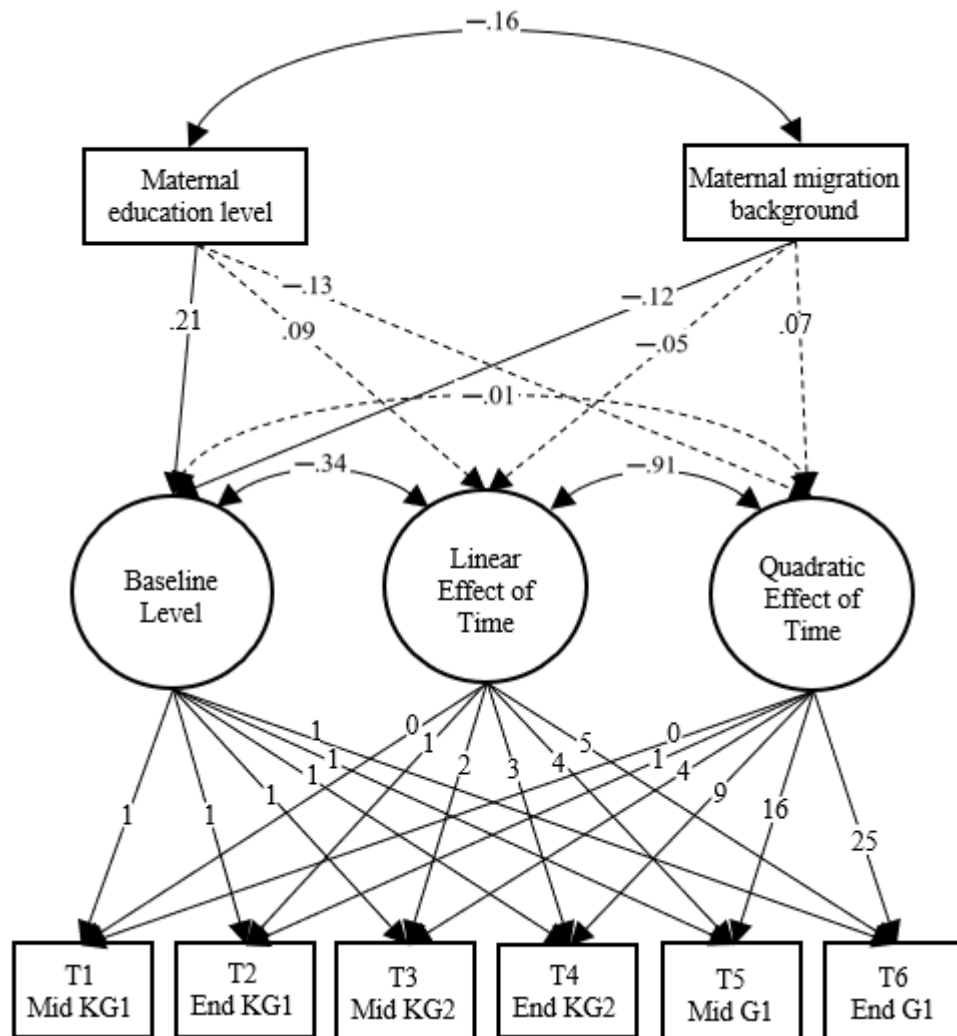 −.16
Maternal
education level
Maternal migration
background
−.13
−.12
.21
.09
−.05
.07
−.01
−.34
−.91
Baseline
Level
Linear
Effect of
Time
Quadratic
Effect of
Time
1
0
0
1
1
1
5
1
1
2
3
4
4
1
9
1
1
16
25
T1
Mid KG1
T2
End KG1
T3
Mid KG2
T4
End KG2
T5
Mid G1
T6
End G1